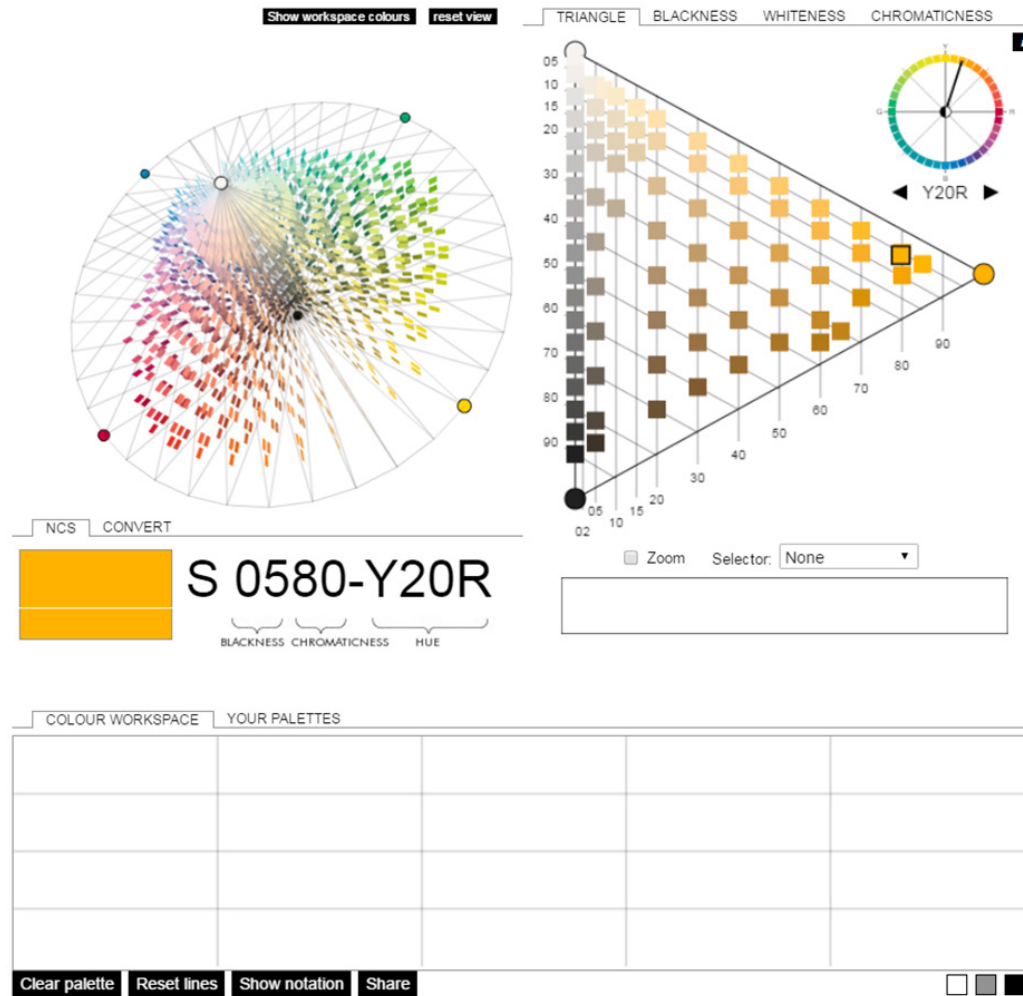 Show workspace colours reset view
TRIANGLE BLACKNESS WHITENESS CHROMATICNESS
05
10
15
20
30
40
50
60
70
80
90
Y
G
R
B
Y20R
90
80
70
60
50
40
30
20
15
10
05
02
NCS CONVERT
S 0580-Y20R
BLACKNESS CHROMATICNESS HUE
Zoom Selector: None
COLOUR WORKSPACE YOUR PALETTES
Clear palette Reset lines Show notation Share